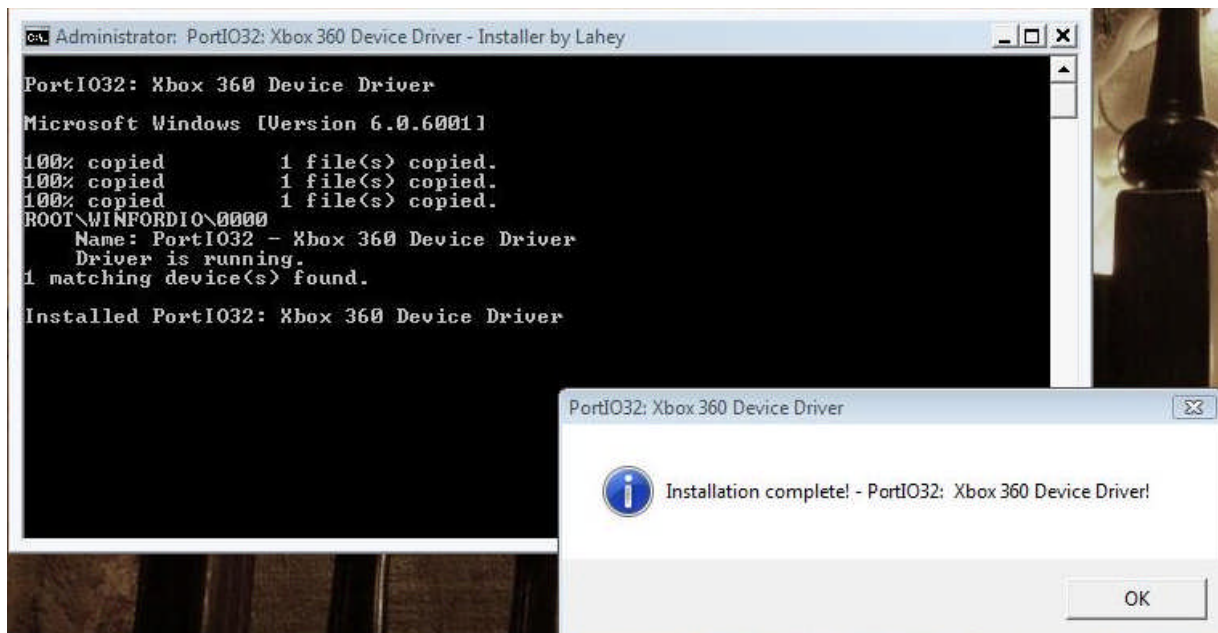 Administrator: PortIO32: Xbox 360 Device Driver - Installer by Lahey
PortIO32: Xbox 360 Device Driver
Microsoft Windows [Version 6.0.6001]
100% copied 1 file(s) copied.
100% copied 1 file(s) copied.
100% copied 1 file(s) copied.
ROOT\WINFORDIO\0000
Name: PortIO32 - Xbox 360 Device Driver
Driver is running.
1 matching device(s) found.
Installed PortIO32: Xbox 360 Device Driver
PortIO32: Xbox 360 Device Driver
Installation complete! - PortIO32: Xbox 360 Device Driver!
OK